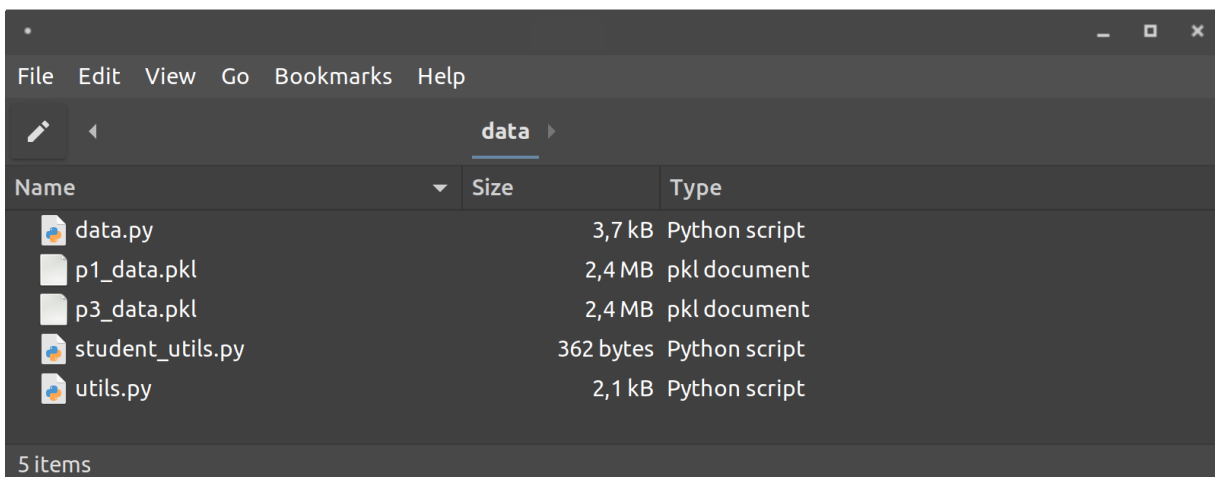 File Edit View Go Bookmarks Help
data
Name Size Type
data.py 3,7 kB Python script
p1_data.pkl 2,4 MB pkl document
p3_data.pkl 2,4 MB pkl document
student_utils.py 362 bytes Python script
utils.py 2,1 kB Python script
5 items